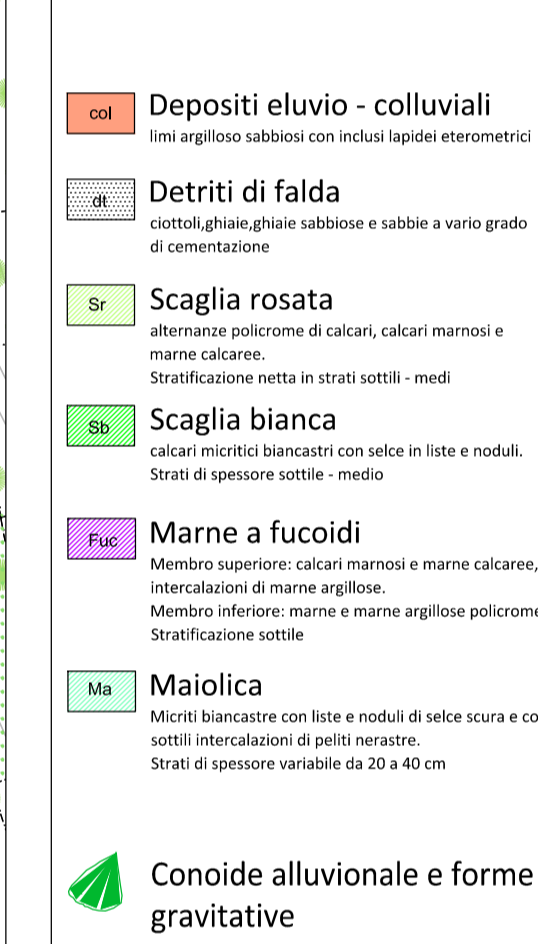 col
Depositi eluvio - colluviali
limi argilloso sabbiosi con inclusi lapidei eterometrici
dt
Detriti di falda
ciottoli,ghiaie,ghiaie sabbiose e sabbie a vario grado
di cementazione
Sr
Scaglia rosata
alternanze policrome di calcari, calcari marnosi e
marne calcaree.
Stratificazione netta in strati sottili - medi
Sb
Scaglia bianca
calcari micritici biancastri con selce in liste e noduli.
Strati di spessore sottile - medio
Fuc
Marne a fucoidi
Membro superiore: calcari marnosi e marne calcaree,
intercalazioni di marne argillose.
Membro inferiore: marne e marne argillose policrome
Stratificazione sottile
Ma
Maiolica
Micriti biancastre con liste e noduli di selce scura e co
sottili intercalazioni di peliti nerastre.
Strati di spessore variabile da 20 a 40 cm
Conoide alluvionale e forme
gravitative